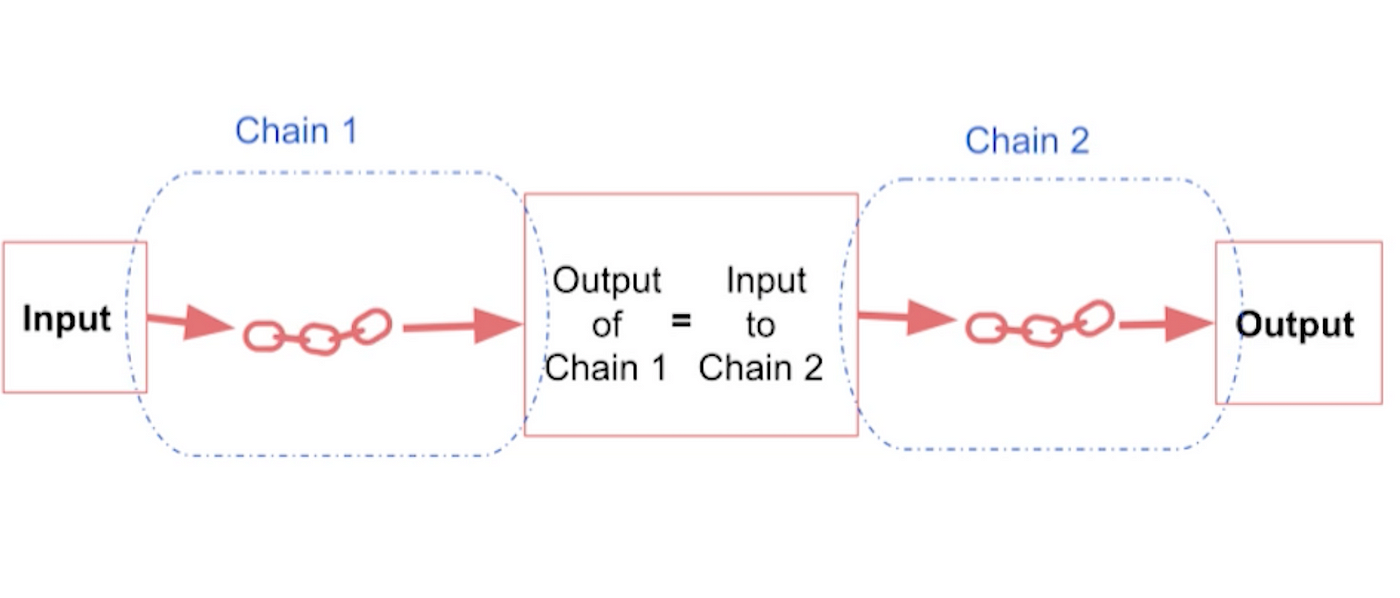 Chain 1
Chain 2
Input
Output
of
Chain 1
=
Input
to
Chain 2
Output